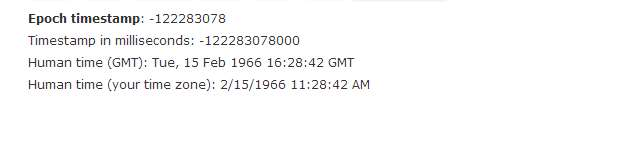 Epoch timestamp: -122283078
Timestamp in milliseconds: -122283078000
Human time (GMT): Tue, 15 Feb 1966 16:28:42 GMT
Human time (your time zone): 2/15/1966 11:28:42 AM